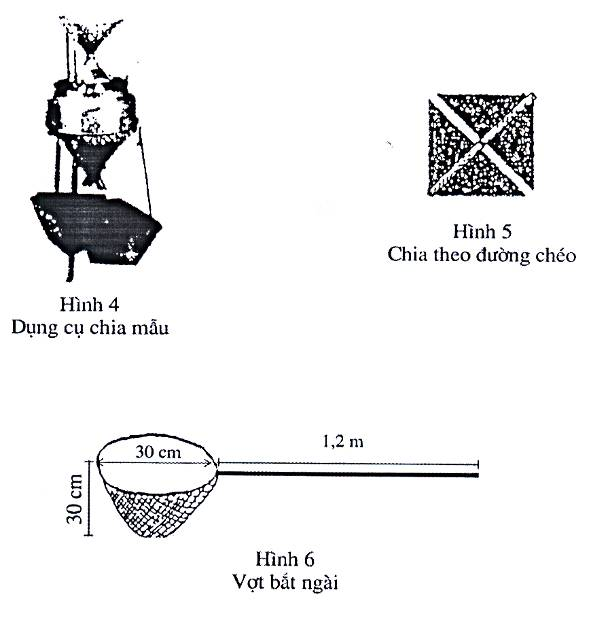 Hình 4
Dụng cụ chia mẫu
Hình 5
Chia theo đường chéo
30 cm
1,2 m
30 cm
Hình 6
Vợt bắt ngài